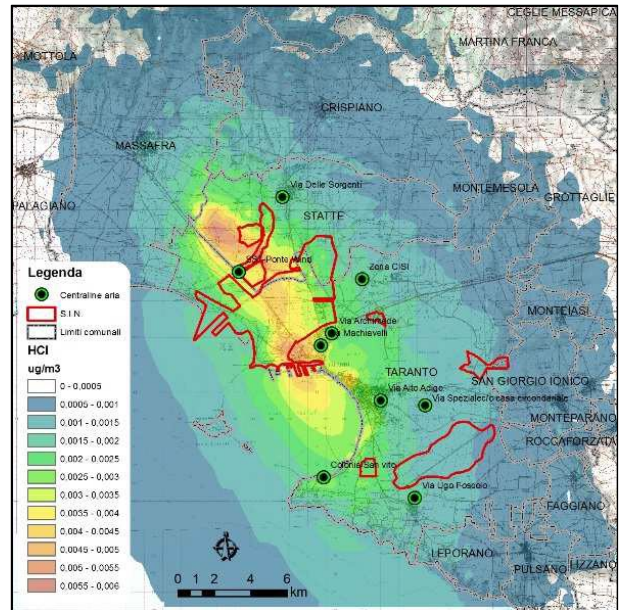 CEGLIE MESSAPICA
MARTINA FRANCA
MOTTOLA
CRISPIANO
MASSAFRA
MONTEMESOLA
Via Delle Sorgenti
GROTTAGLIE
PALAGIANO
STATTE
Zona CISI
Legenda
Centraline aria
S.I.N.
Limiti comunali
HCl
ug/m3
0 - 0,0005
0,0005 - 0,001
0,001 - 0,0015
0,0015 - 0,002
0,002 - 0,0025
0,0025 - 0,003
0,003 - 0,0035
0,0035 - 0,004
0,004 - 0,0045
0,0045 - 0,005
0,005 - 0,0055
0,0055 - 0,006
MONTEIASI
Via Archimede
Machiavelli
TARANTO
SAN GIORGIO IONICO
Via Alto Adige
MONTEPARANO
ROCCAFORZATA
Colonia San vito
Via Ugo Foscolo
FAGGIANO
LEPORANO
PULSANO
LIZZANO
0 1 2 4 6
km